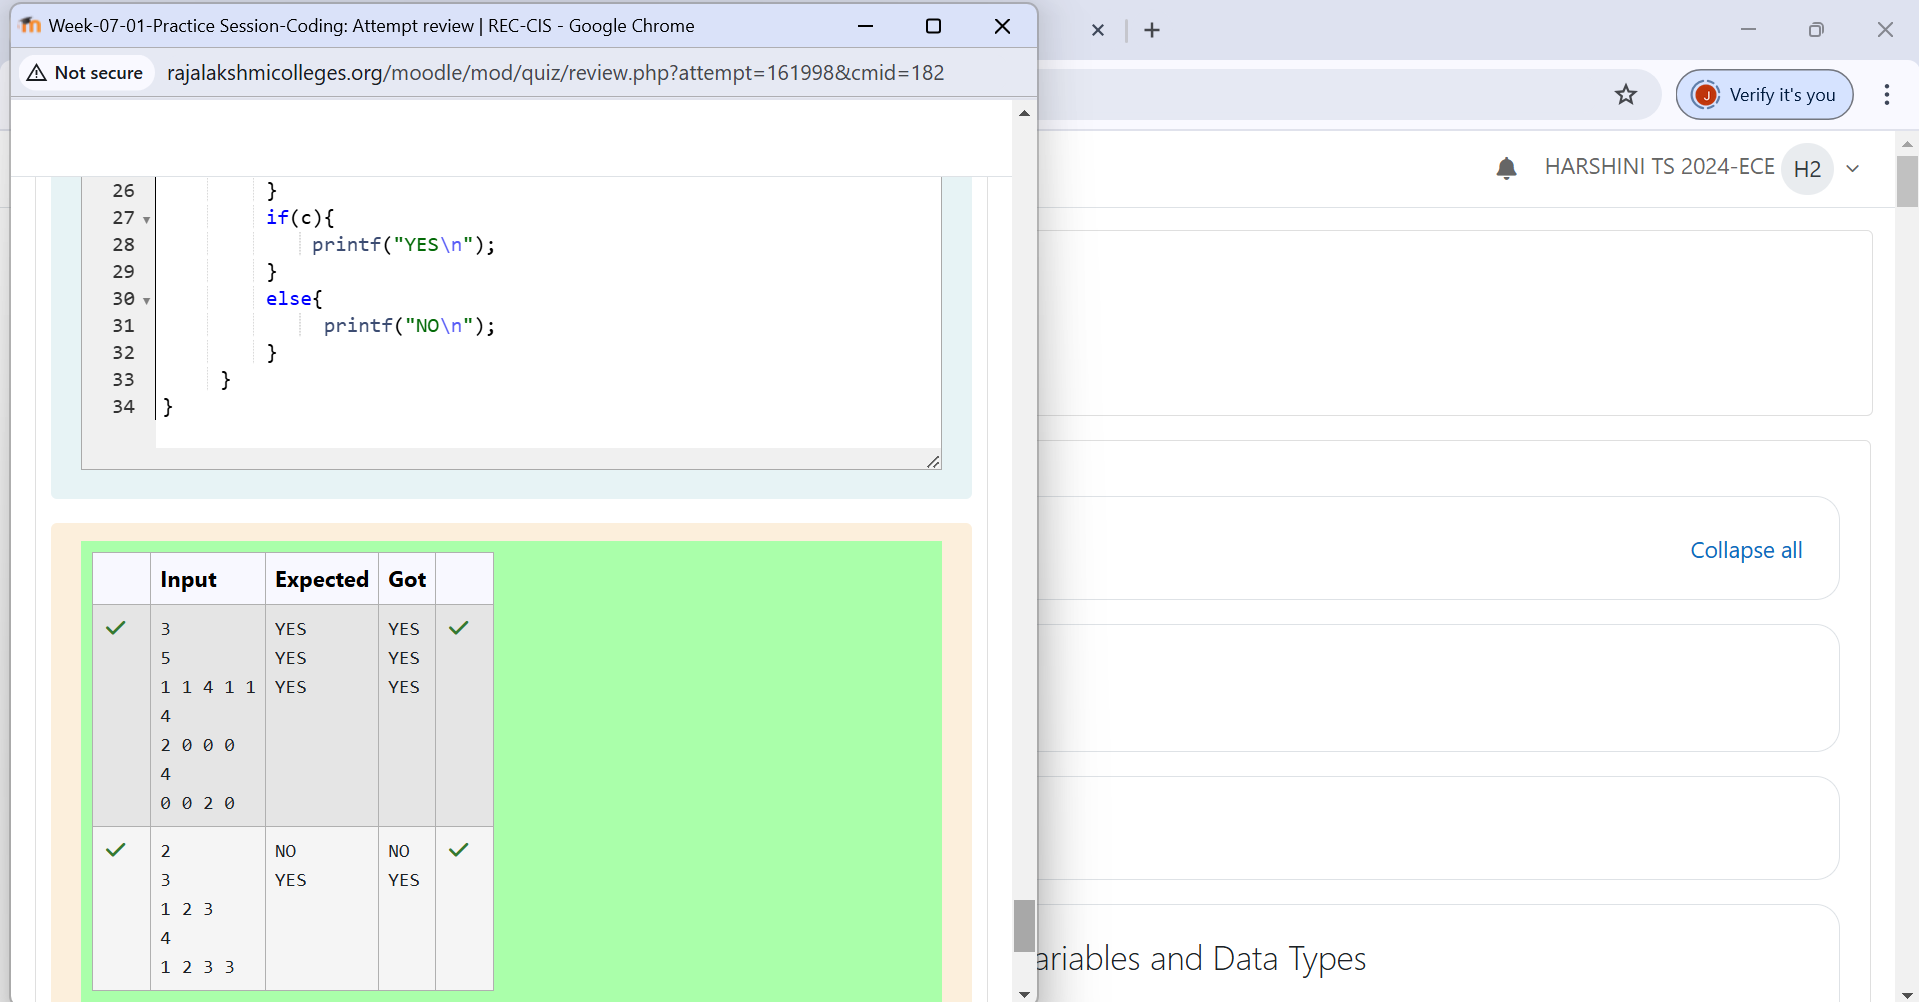 Week-07-01-Practice Session-Coding: Attempt review | REC-CIS - Google Chrome
Not secure rajalakshmicolleges.org/moodle/mod/quiz/review.php?attempt=161998&cmid=182
J Verify it's you
HARSHINI TS 2024-ECE H2
26 }
27 if(c){
28 printf("YES\n");
29 }
30 else{
31 printf("NO\n");
32 }
33 }
34 }
Collapse all
Input Expected Got
3 YES YES
5 YES YES
1 1 4 1 1 YES YES
4
2 0 0 0
4
0 0 2 0
2 NO NO
3 YES YES
1 2 3
4
1 2 3 3
ariables and Data Types